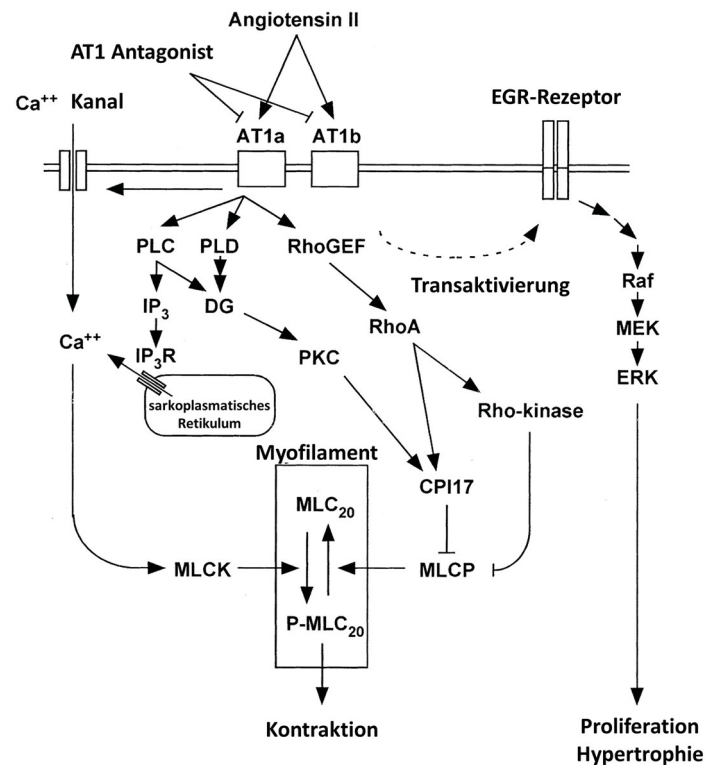 Angiotensin II
AT1 Antagonist
Ca⁺⁺ Kanal
EGR-Rezeptor
AT1a AT1b
PLC PLD RhoGEF
Transaktivierung
Raf
IP₃ DG
RhoA
MEK
Ca⁺⁺
IP₃R
PKC
ERK
sarkoplasmatisches
Retikulum
Rho-kinase
Myofilament
CPI17
MLC₂₀
MLCK
MLCP
P-MLC₂₀
Kontraktion
Proliferation
Hypertrophie